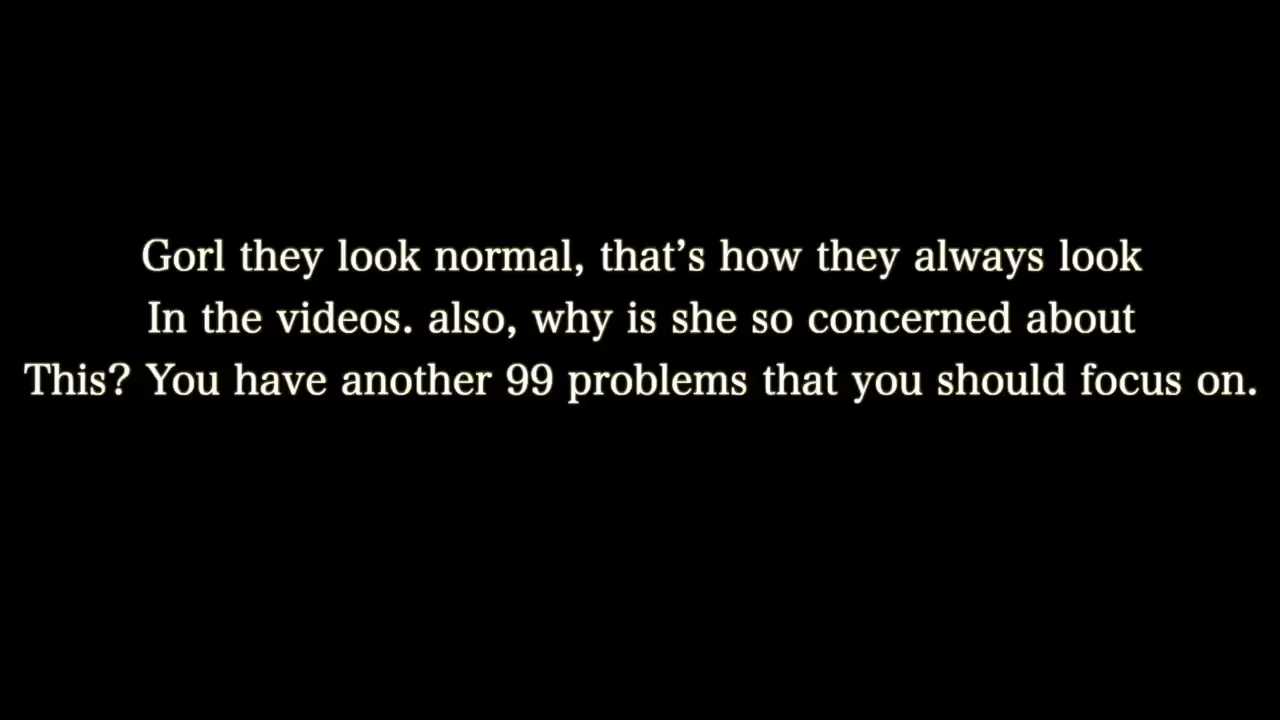 Gorl they look normal, that’s how they always look
In the videos. also, why is she so concerned about
This? You have another 99 problems that you should focus on.